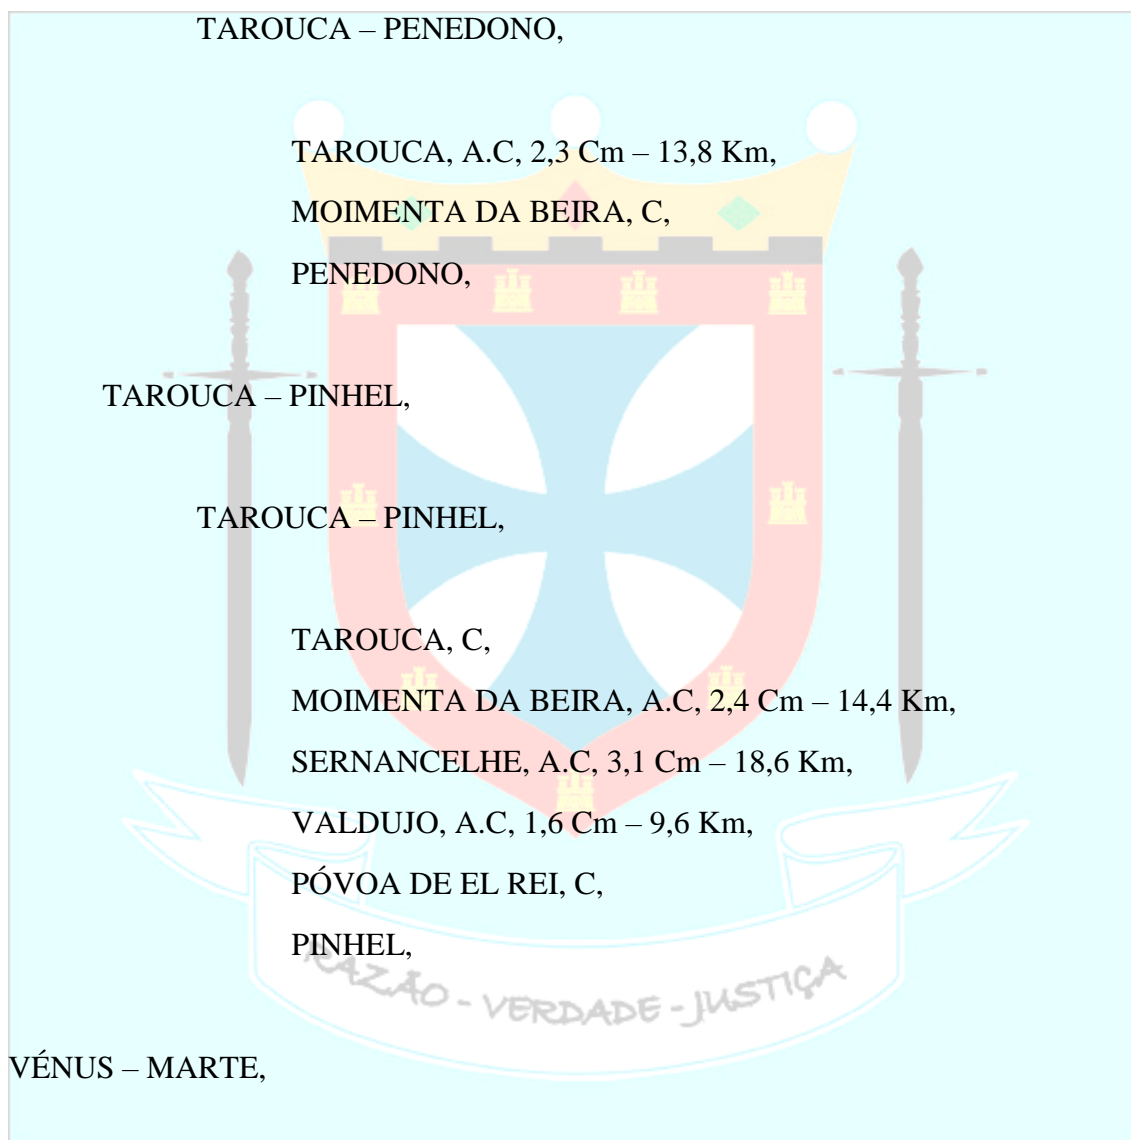 TAROUCA – PENEDONO,
TAROUCA, A.C, 2,3 Cm – 13,8 Km,
MOIMENTA DA BEIRA, C,
PENEDONO,
TAROUCA – PINHEL,
TAROUCA – PINHEL,
TAROUCA, C,
MOIMENTA DA BEIRA, A.C, 2,4 Cm – 14,4 Km,
SERNANCELHE, A.C, 3,1 Cm – 18,6 Km,
VALDUJO, A.C, 1,6 Cm – 9,6 Km,
PÓVOA DE EL REI, C,
PINHEL,
RAZÃO - VERDADE - JUSTIÇA
VÉNUS – MARTE,